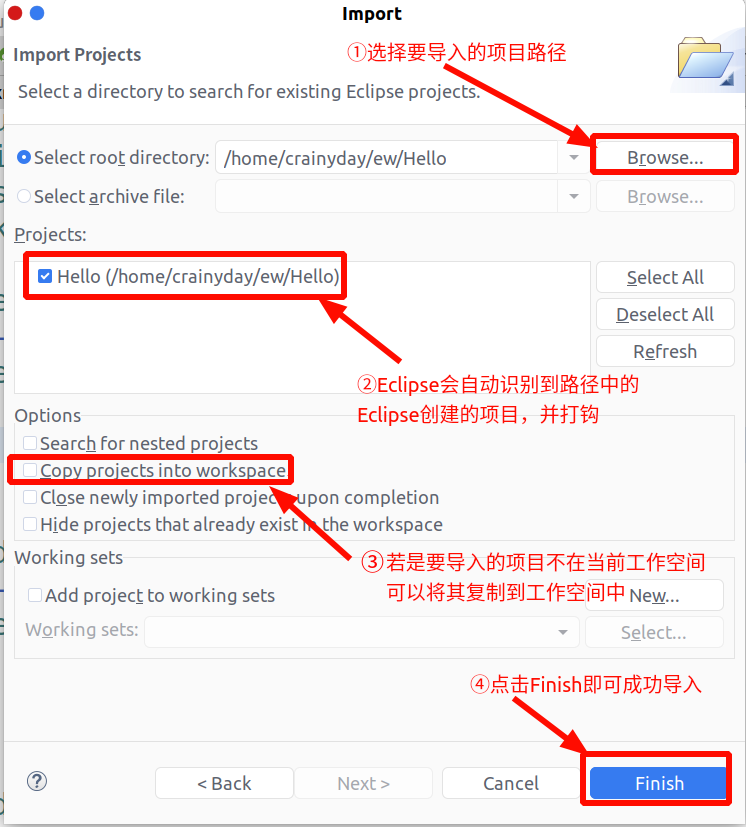 Import
①选择要导入的项目路径
Import Projects
Select a directory to search for existing Eclipse projects.
Select root directory: /home/crainyday/ew/Hello Browse...
Select archive file: Browse...
Projects:
Hello (/home/crainyday/ew/Hello)
Select All
Deselect All
Refresh
②Eclipse会自动识别到路径中的
Eclipse创建的项目，并打钩
Options
Search for nested projects
Copy projects into workspace
Close newly imported projects upon completion
Hide projects that already exist in the workspace
Working sets
③若是要导入的项目不在当前工作空间
可以将其复制到工作空间中
Add project to working sets New...
Working sets: Select...
④点击Finish即可成功导入
? < Back Next > Cancel Finish